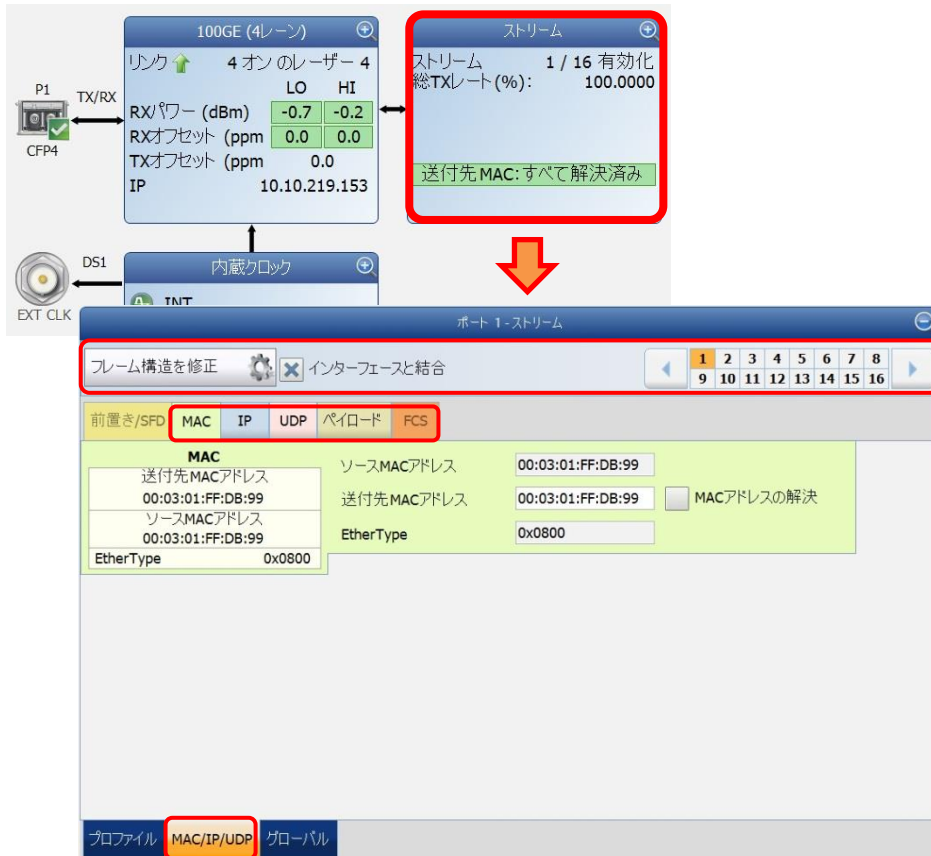 100GE (4レーン)
リンク 4 オン のレーザー 4
LO HI
RXパワー (dBm) -0.7 -0.2
RXオフセット (ppm 0.0 0.0
TXオフセット (ppm 0.0
IP 10.10.219.153
P1
TX/RX
CFP4
ストリーム
ストリーム 1 / 16 有効化
総TXレート(%): 100.0000
送付先 MAC:すべて解決済み
DS1
EXT CLK
内蔵クロック
INT
ポート 1 - ストリーム
フレーム構造を修正 インターフェースと結合
1 2 3 4 5 6 7 8
9 10 11 12 13 14 15 16
前置き/SFD MAC IP UDP ペイロード FCS
MAC
送付先MACアドレス
00:03:01:FF:DB:99
ソースMACアドレス
00:03:01:FF:DB:99
EtherType 0x0800
ソースMACアドレス 00:03:01:FF:DB:99
送付先MACアドレス 00:03:01:FF:DB:99 MACアドレスの解決
EtherType 0x0800
プロファイル MAC/IP/UDP グローバル